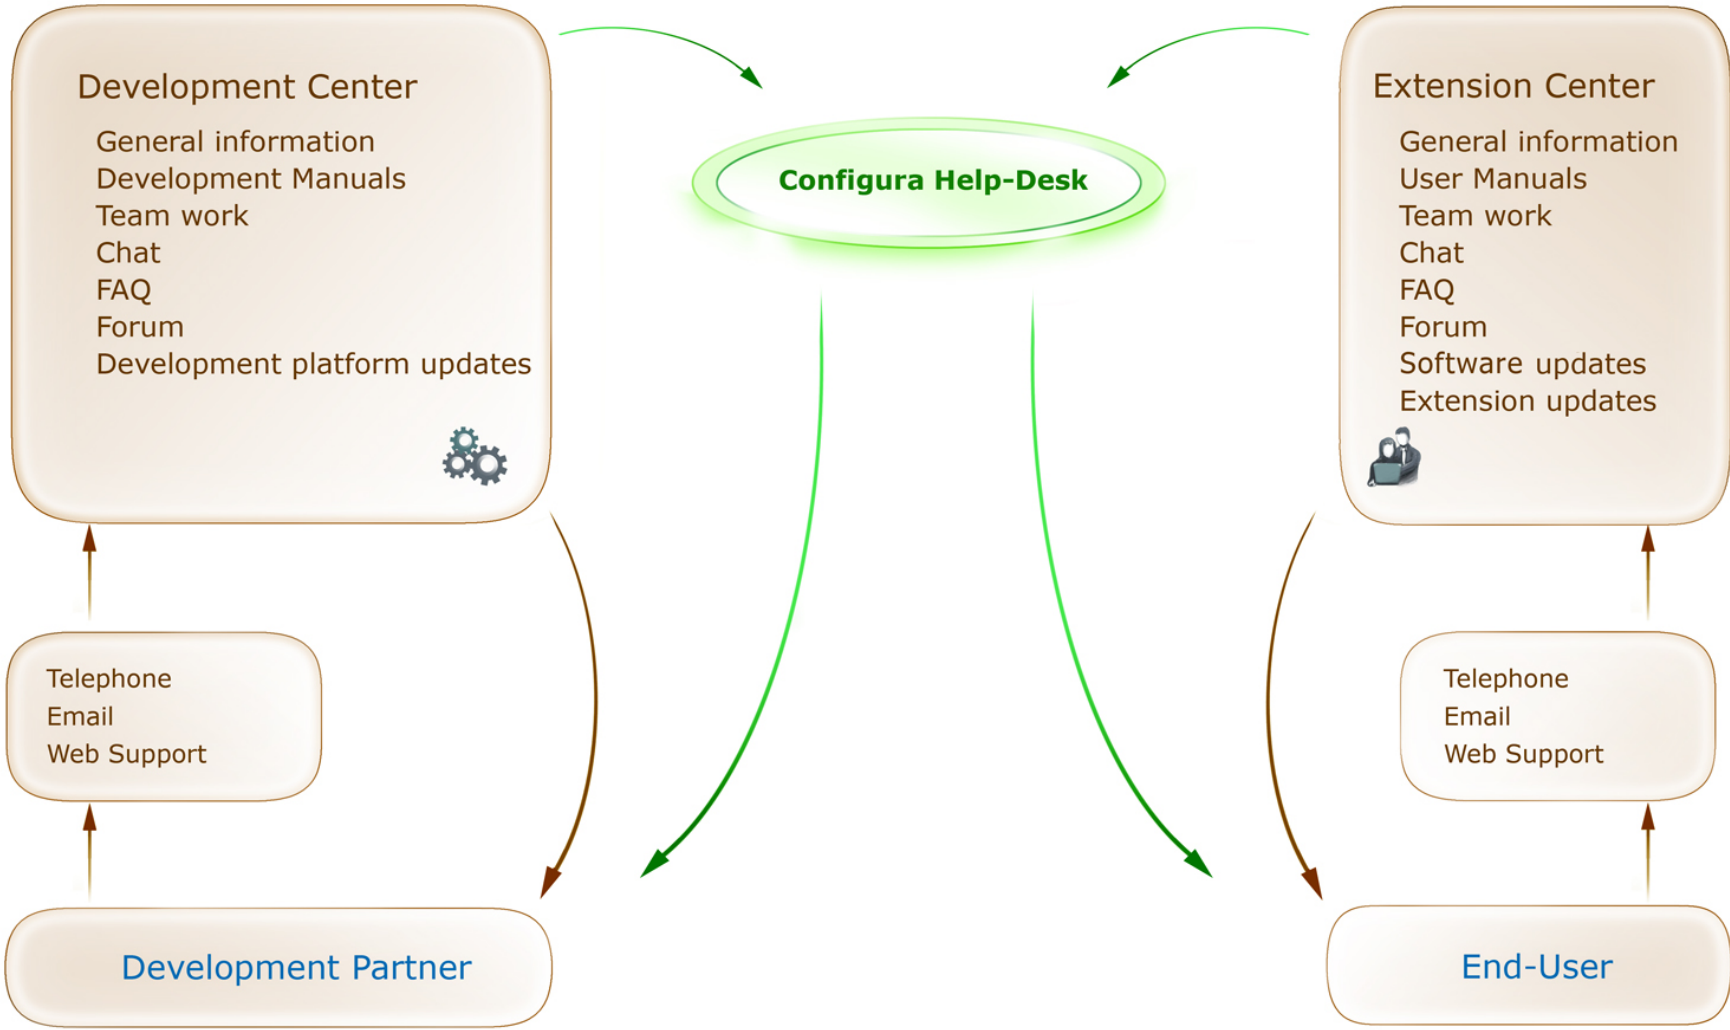 Development Center
General information
Development Manuals
Team work
Chat
FAQ
Forum
Development platform updates
Configura Help-Desk
Extension Center
General information
User Manuals
Team work
Chat
FAQ
Forum
Software updates
Extension updates
Telephone
Email
Web Support
Telephone
Email
Web Support
Development Partner
End-User